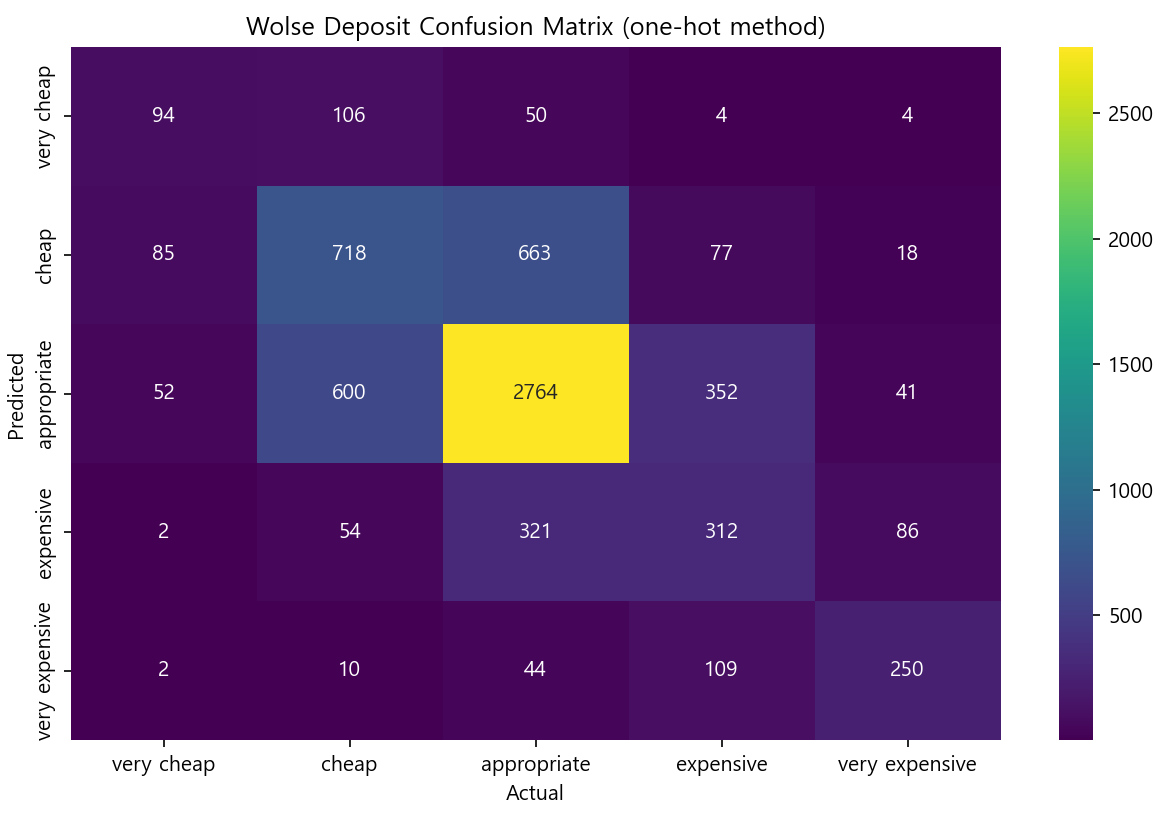 Wolse Deposit Confusion Matrix (one-hot method)
Predicted
very cheap
94 106 50 4 4
cheap
85 718 663 77 18
appropriate
52 600 2764 352 41
expensive
2 54 321 312 86
very expensive
2 10 44 109 250
very cheap cheap appropriate expensive very expensive
Actual
2500
2000
1500
1000
500